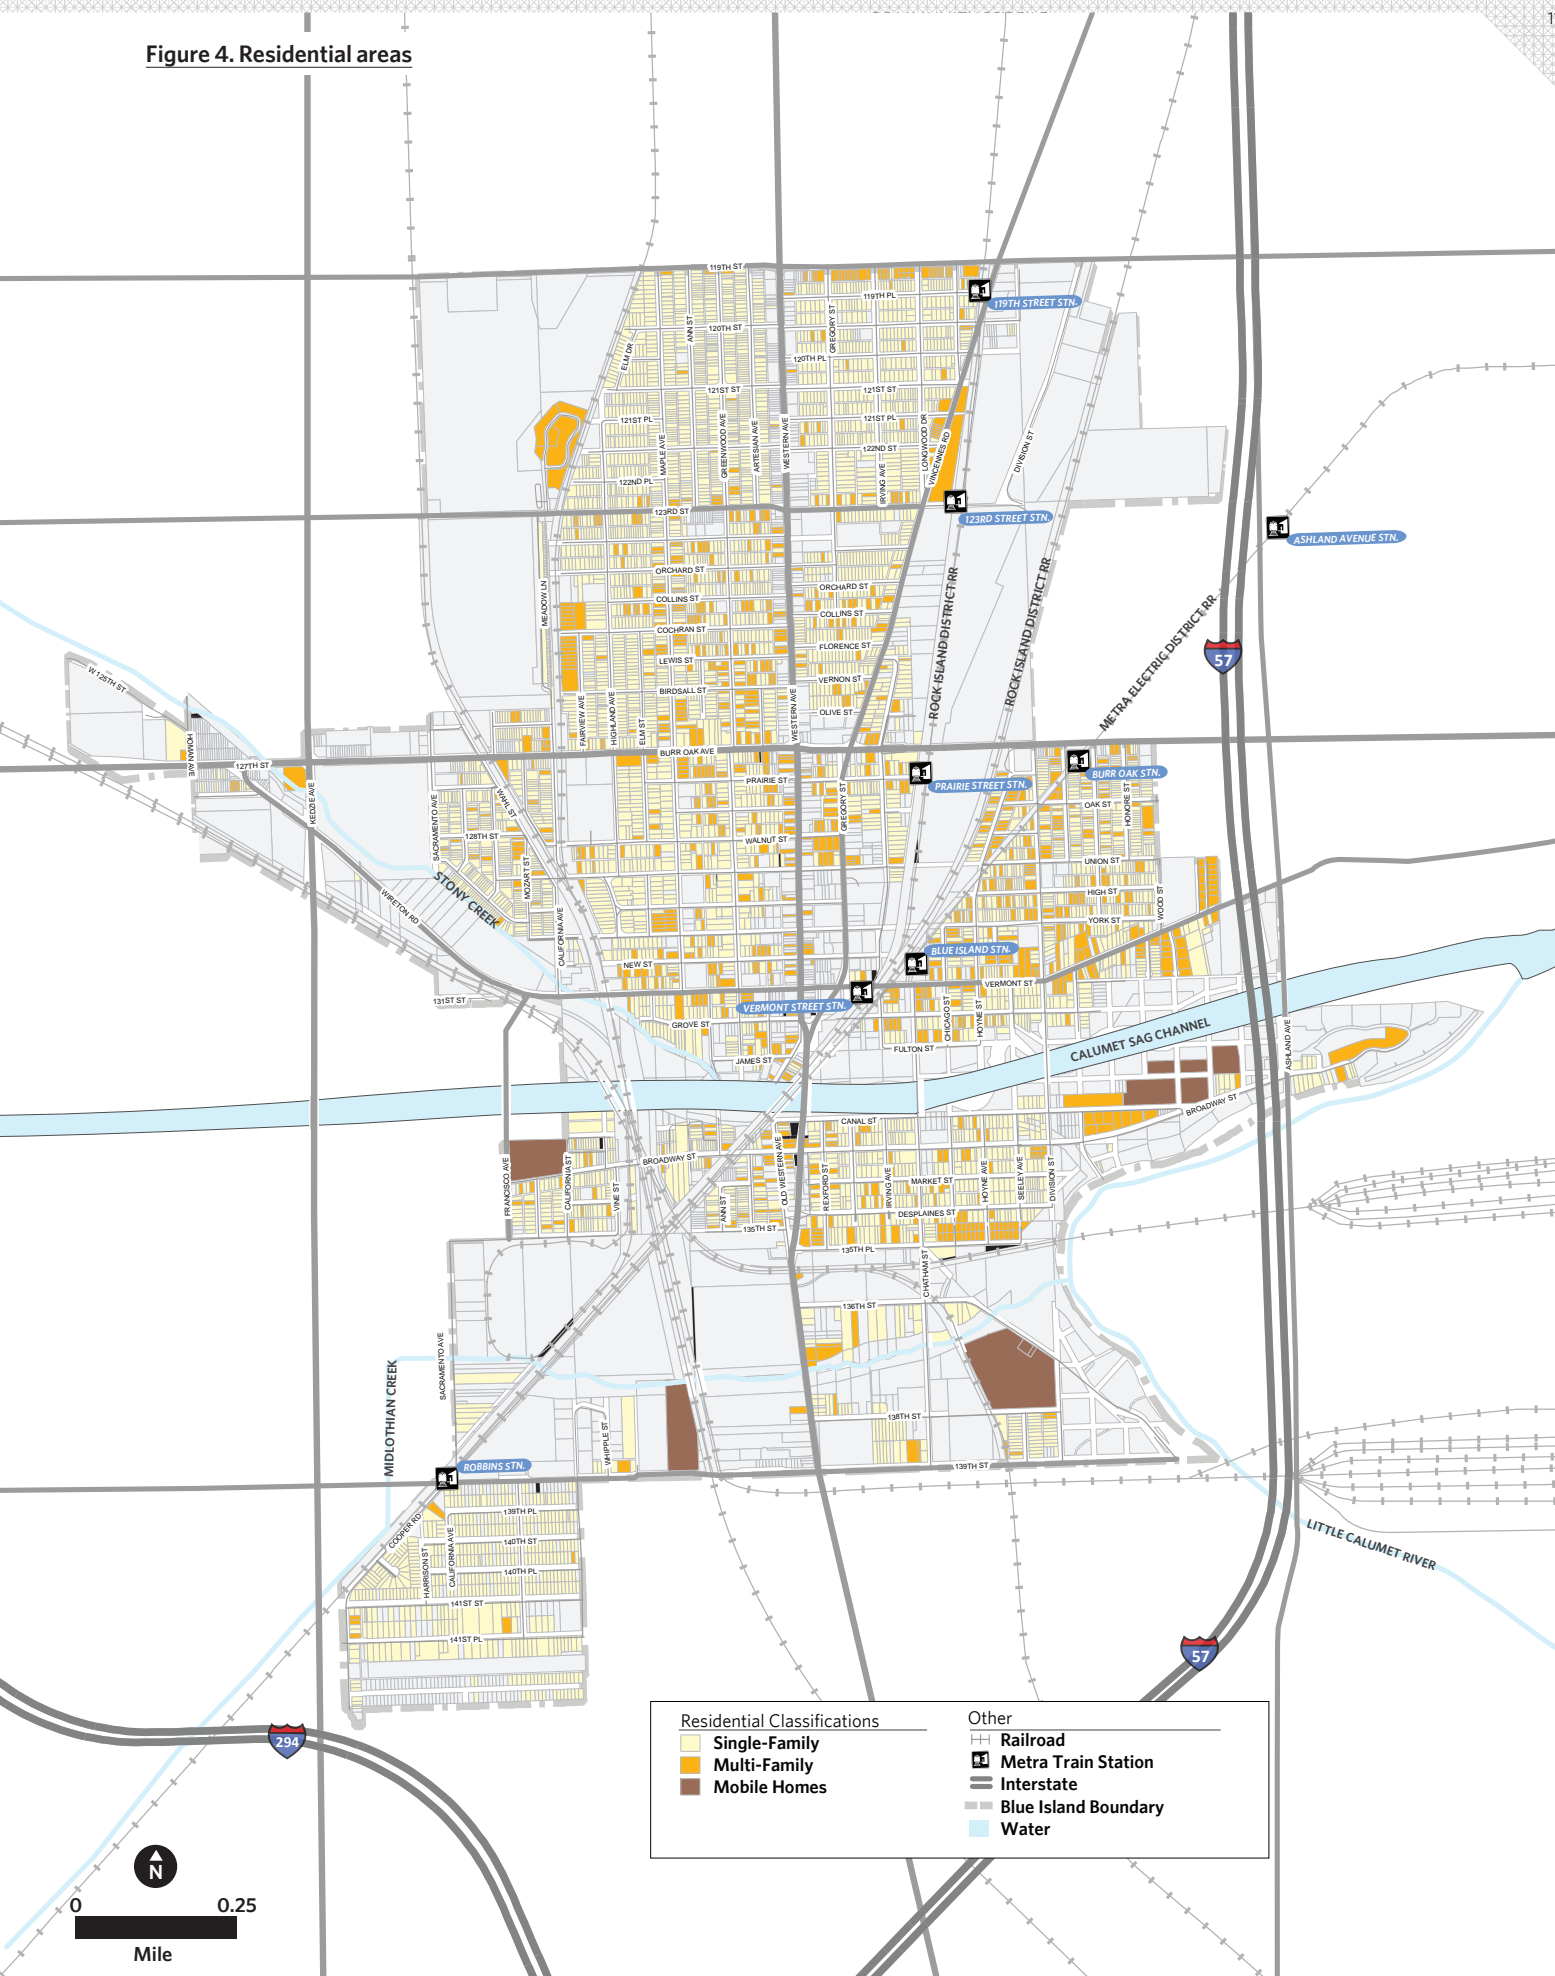 Figure 4. Residential areas
119TH ST
119TH STREET STN.
119TH PL
ANN ST
120TH ST
GREGORY ST
ELM DR
120TH PL
121ST ST
121ST ST
121ST PL
121ST PL
MAPLE AVE
GREENWOOD AVE
ARTESIAN AVE
WESTERN AVE
LONGWOOD DR
VINCENNES RD
DIVISION ST
122ND ST
122ND PL
IRVING AVE
123RD ST
123RD STREET STN.
ASHLAND AVENUE STN.
ORCHARD ST
ORCHARD ST
MEADOW LN
COLLINS ST
COLLINS ST
ROCK ISLAND DISTRICT RR
ROCK ISLAND DISTRICT RR
METRA ELECTRIC DISTRICT RR
57
COCHRAN ST
FLORENCE ST
LEWIS ST
VERNON ST
W 125TH ST
BIRDSALL ST
OLIVE ST
FAIRVIEW AVE
HIGHLAND AVE
ELM ST
WESTERN AVE
HOMAN AVE
BURR OAK AVE
127TH ST
KEDZIE AVE
PRAIRIE ST
PRAIRIE STREET STN.
BURR OAK STN.
WAHL ST
SACRAMENTO AVE
GREGORY ST
OAK ST
HONORE ST
128TH ST
WALNUT ST
UNION ST
MOZART ST
STONY CREEK
WIRETON RD
HIGH ST
WOOD ST
YORK ST
CALIFORNIA AVE
BLUE ISLAND STN.
NEW ST
VERMONT ST
131ST ST
VERMONT STREET STN.
CHICAGO ST
HOYNE ST
GROVE ST
FULTON ST
CALUMET SAG CHANNEL
ASHLAND AVE
JAMES ST
BROADWAY ST
CANAL ST
FRANCISCO AVE
CALIFORNIA ST
VINE ST
BROADWAY ST
OLD WESTERN AVE
ANN ST
REXFORD ST
IRVING AVE
MARKET ST
HOYNE AVE
SEELEY AVE
DIVISION ST
DESPLAINES ST
135TH ST
135TH PL
CHATHAM ST
136TH ST
SACRAMENTO AVE
MIDLOTHIAN CREEK
138TH ST
WHIPPLE ST
ROBBINS STN.
139TH ST
139TH PL
COOPER RD
140TH ST
HARRISON ST
CALIFORNIA AVE
140TH PL
141ST ST
141ST PL
LITTLE CALUMET RIVER
57
294
Residential Classifications
Single-Family
Multi-Family
Mobile Homes
Other
Railroad
Metra Train Station
Interstate
Blue Island Boundary
Water
N
0 0.25
Mile